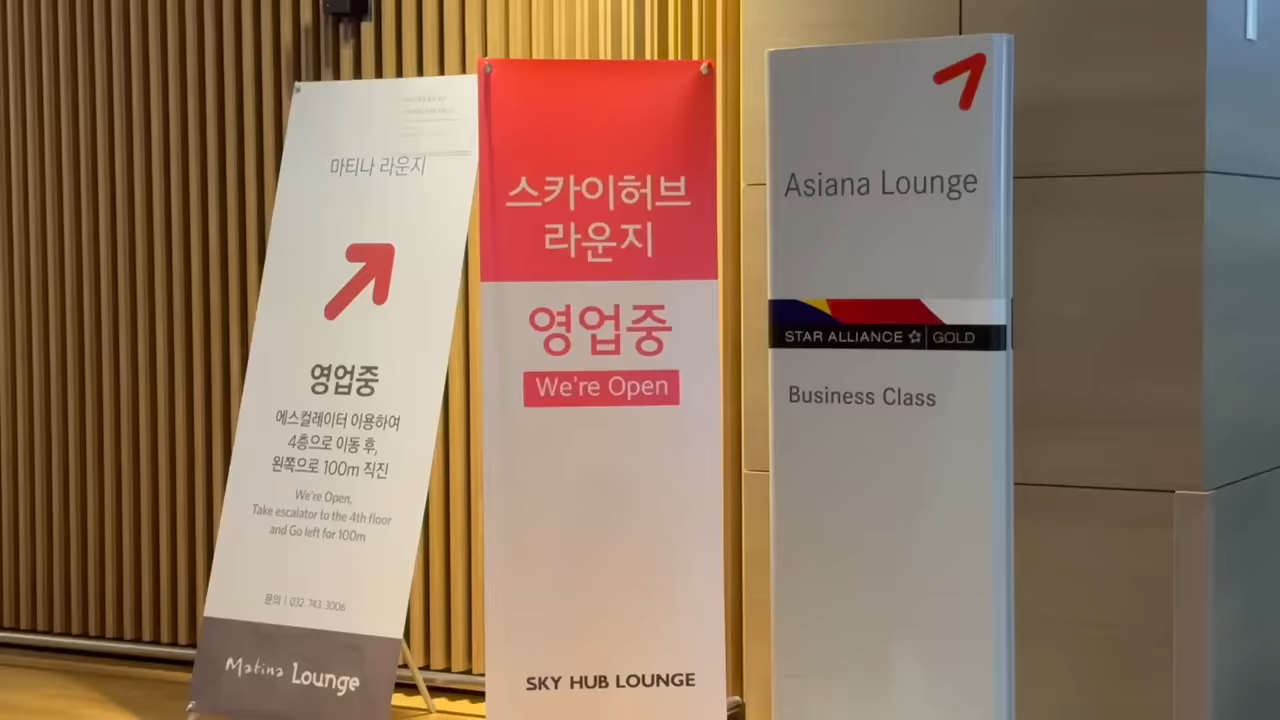 마티나 라운지
영업중
에스컬레이터 이용하여
4층으로 이동 후,
왼쪽으로 100m 직진
We're Open,
Take escalator to the 4th floor
and Go left for 100m
문의 | 032. 743. 3006
Matina Lounge
스카이허브
라운지
영업중
We're Open
SKY HUB LOUNGE
Asiana Lounge
STAR ALLIANCE GOLD
Business Class